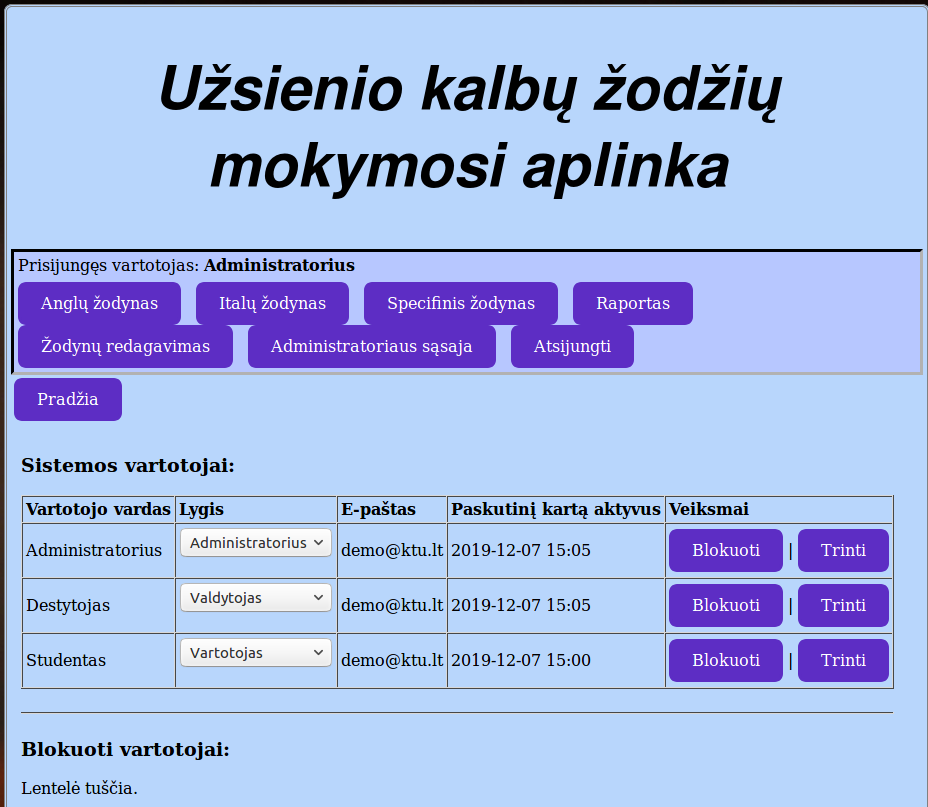 Užsienio kalbų žodžių
mokymosi aplinka
Prisijungęs vartotojas: Administratorius
Anglų žodynas Italų žodynas Specifinis žodynas Raportas
Žodynų redagavimas Administratoriaus sąsaja Atsijungti
Pradžia
Sistemos vartotojai:
Vartotojo vardas Lygis E-paštas Paskutinį kartą aktyvus Veiksmai
Administratorius Administratorius demo@ktu.lt 2019-12-07 15:05 Blokuoti | Trinti
Destytojas Valdytojas demo@ktu.lt 2019-12-07 15:05 Blokuoti | Trinti
Studentas Vartotojas demo@ktu.lt 2019-12-07 15:00 Blokuoti | Trinti
Blokuoti vartotojai:
Lentelė tuščia.